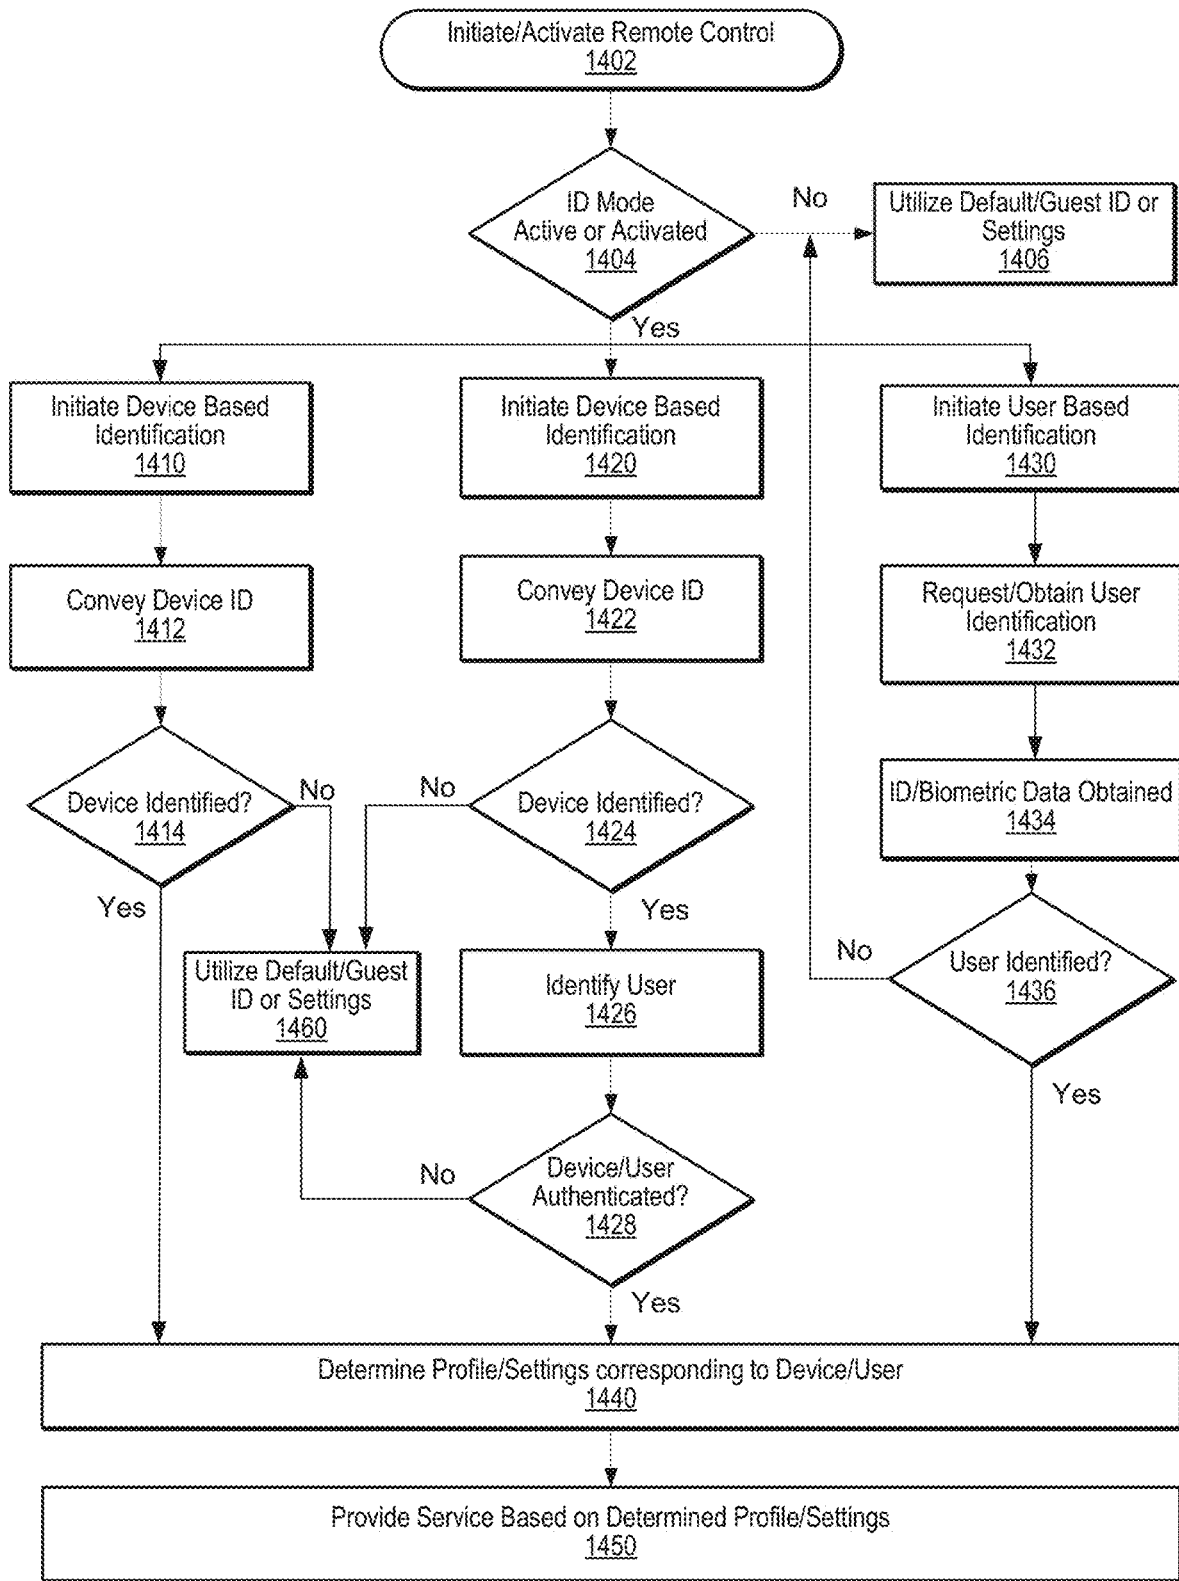 Initiate/Activate Remote Control
1402
ID Mode
Active or Activated
1404
No
Utilize Default/Guest ID or
Settings
1406
Yes
Initiate Device Based
Identification
1410
Initiate Device Based
Identification
1420
Initiate User Based
Identification
1430
Convey Device ID
1412
Convey Device ID
1422
Request/Obtain User
Identification
1432
Device Identified?
1414
No
No
Device Identified?
1424
ID/Biometric Data Obtained
1434
Yes
Yes
Utilize Default/Guest
ID or Settings
1460
Identify User
1426
No
User Identified?
1436
Yes
No
Device/User
Authenticated?
1428
Yes
Determine Profile/Settings corresponding to Device/User
1440
Provide Service Based on Determined Profile/Settings
1450